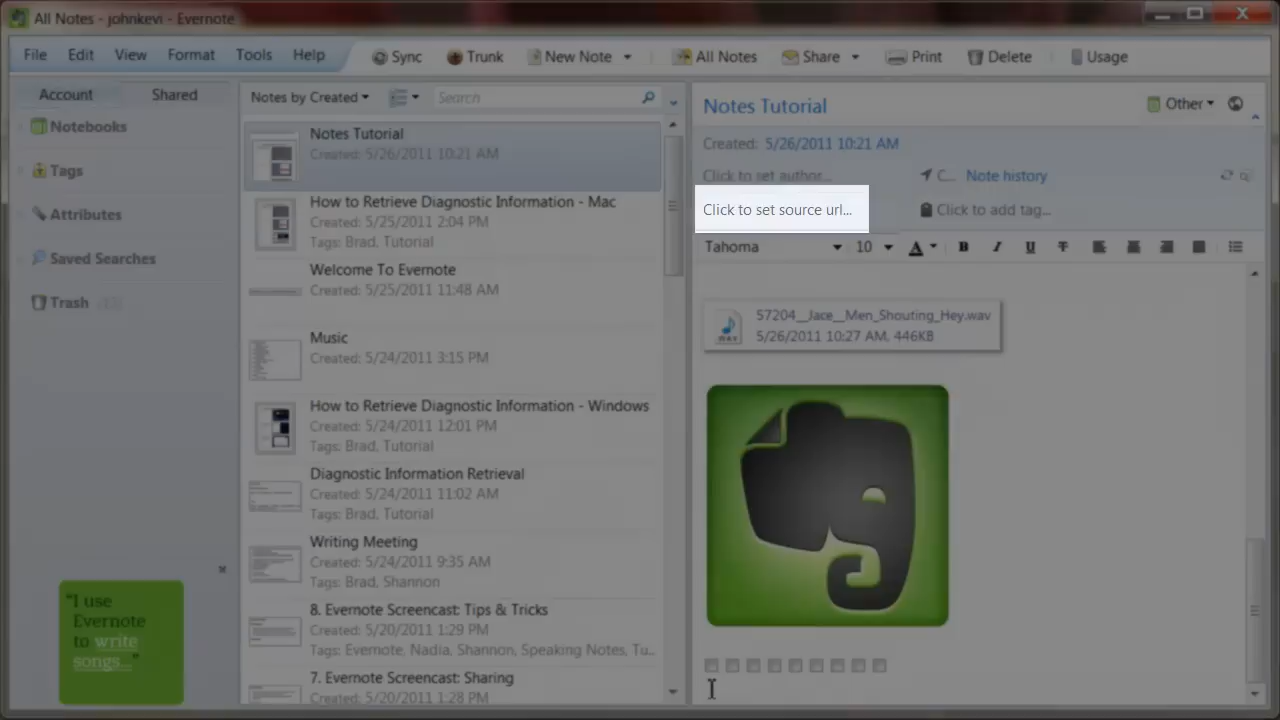 All Notes - johnkevi - Evernote
File Edit View Format Tools Help
Sync Trunk New Note All Notes Share Print Delete Usage
Account Shared
Notebooks
Tags
Attributes
Saved Searches
Trash
"I use
Evernote
to write
songs..."
Notes by Created Search
Notes Tutorial
Created: 5/26/2011 10:21 AM
How to Retrieve Diagnostic Information - Mac
Created: 5/25/2011 2:04 PM
Tags: Brad, Tutorial
Welcome To Evernote
Created: 5/25/2011 11:48 AM
Music
Created: 5/24/2011 3:15 PM
How to Retrieve Diagnostic Information - Windows
Created: 5/24/2011 12:01 PM
Tags: Brad, Tutorial
Diagnostic Information Retrieval
Created: 5/24/2011 11:02 AM
Tags: Brad, Tutorial
Writing Meeting
Created: 5/24/2011 9:35 AM
Tags: Brad, Shannon
8. Evernote Screencast: Tips & Tricks
Created: 5/20/2011 1:29 PM
Tags: Evernote, Nadia, Shannon, Speaking Notes, Tu...
7. Evernote Screencast: Sharing
Created: 5/20/2011 1:28 PM
Notes Tutorial Other
Created: 5/26/2011 10:21 AM
Click to set author... C... Note history
Click to set source url... Click to add tag...
Tahoma 10 A B I U T
57204__Jace__Men_Shouting_Hey.wav
WAV 5/26/2011 10:27 AM, 446KB